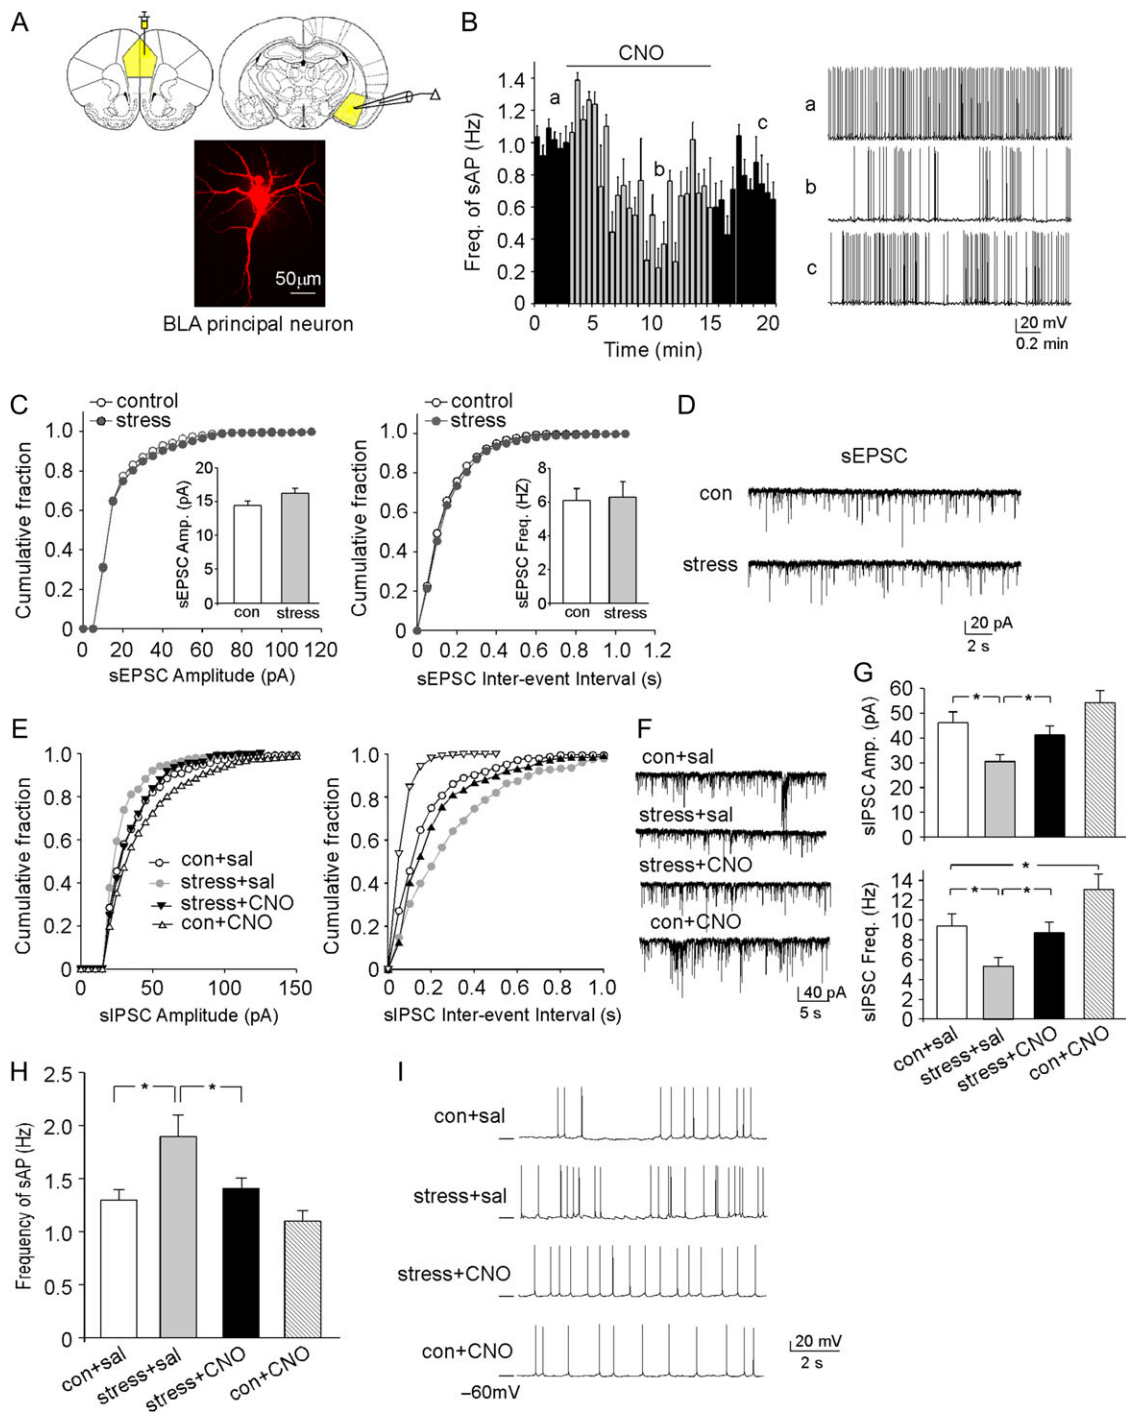 A
50μm
BLA principal neuron
B
CNO
Freq. of sAP (Hz)
1.4
1.2
1.0
0.8
0.6
0.4
0.2
0
a
b
c
0 5 10 15 20
Time (min)
a
b
c
20 mV
0.2 min
C
control
stress
Cumulative fraction
1.0
0.8
0.6
0.4
0.2
0
sEPSC Amp. (pA)
20
15
10
5
0
con stress
0 20 40 60 80 100 120
sEPSC Amplitude (pA)
control
stress
Cumulative fraction
1.0
0.8
0.6
0.4
0.2
0
sEPSC Freq. (HZ)
8
6
4
2
0
con stress
0 0.2 0.4 0.6 0.8 1.0 1.2
sEPSC Inter-event Interval (s)
D
sEPSC
con
stress
20 pA
2 s
E
Cumulative fraction
1.0
0.8
0.6
0.4
0.2
0
con+sal
stress+sal
stress+CNO
con+CNO
0 50 100 150
sIPSC Amplitude (pA)
Cumulative fraction
1.0
0.8
0.6
0.4
0.2
0
0 0.2 0.4 0.6 0.8 1.0
sIPSC Inter-event Interval (s)
F
con+sal
stress+sal
stress+CNO
con+CNO
40 pA
5 s
G
sIPSC Amp. (pA)
60
50
40
30
20
10
0
* *
sIPSC Freq. (Hz)
14
12
10
8
6
4
2
0
*
* *
con+sal
stress+sal
stress+CNO
con+CNO
H
Frequency of sAP (Hz)
2.5
2.0
1.5
1.0
0.5
0
* *
con+sal
stress+sal
stress+CNO
con+CNO
I
con+sal
stress+sal
stress+CNO
con+CNO
−60mV
20 mV
2 s